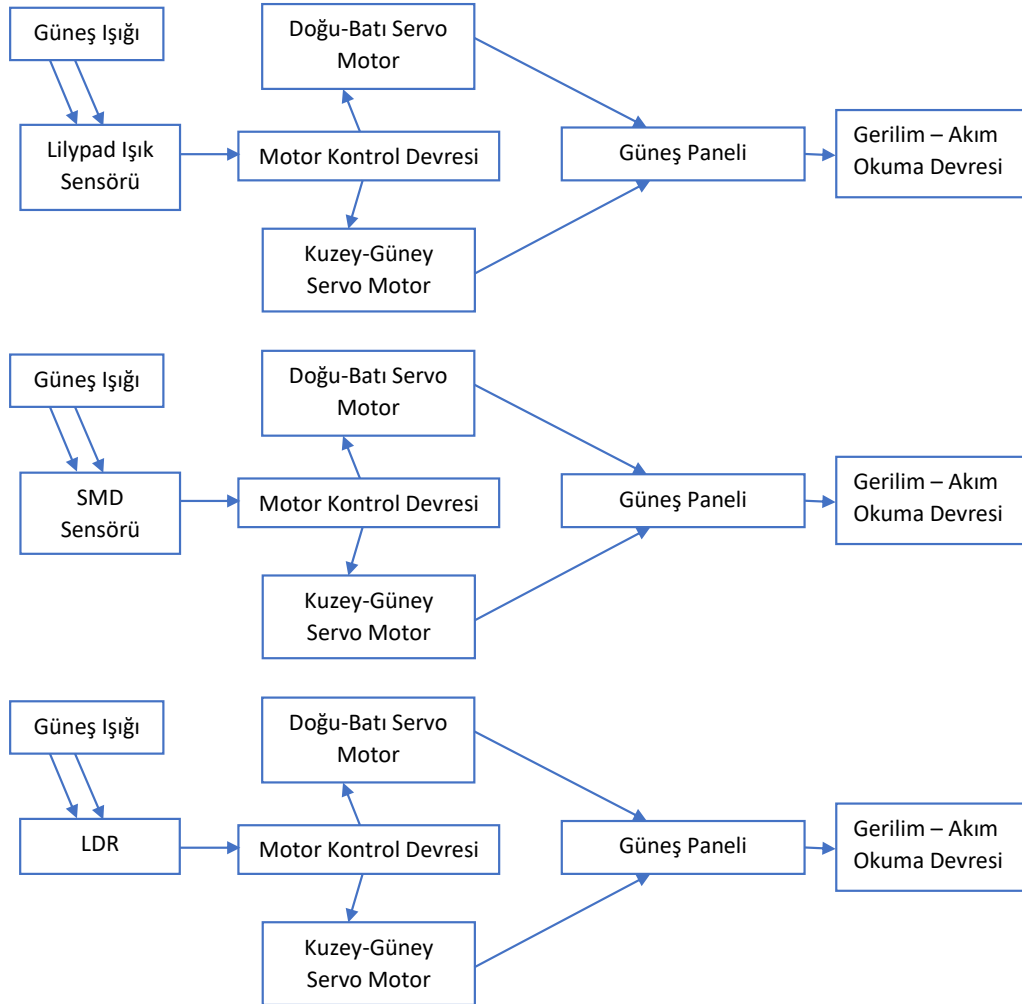 Güneş Işığı
Doğu-Batı Servo
Motor
Lilypad Işık
Sensörü
Motor Kontrol Devresi
Güneş Paneli
Gerilim – Akım
Okuma Devresi
Kuzey-Güney
Servo Motor
Güneş Işığı
Doğu-Batı Servo
Motor
SMD
Sensörü
Motor Kontrol Devresi
Güneş Paneli
Gerilim – Akım
Okuma Devresi
Kuzey-Güney
Servo Motor
Güneş Işığı
Doğu-Batı Servo
Motor
LDR
Motor Kontrol Devresi
Güneş Paneli
Gerilim – Akım
Okuma Devresi
Kuzey-Güney
Servo Motor